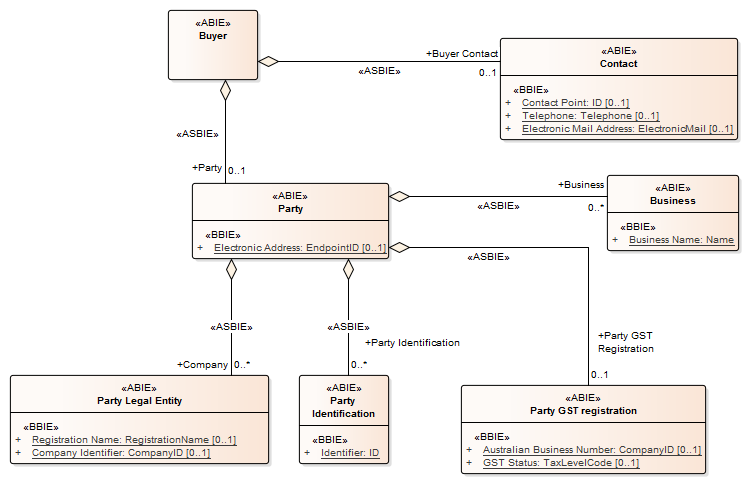 «ABIE»
Buyer
«ASBIE»
+Buyer Contact
0..1
«ABIE»
Contact
«BBIE»
+ Contact Point: ID [0..1]
+ Telephone: Telephone [0..1]
+ Electronic Mail Address: ElectronicMail [0..1]
«ASBIE»
+Party
0..1
«ABIE»
Party
«BBIE»
+ Electronic Address: EndpointID [0..1]
+Business
«ASBIE»
0..*
«ABIE»
Business
«BBIE»
+ Business Name: Name
«ASBIE»
+Party GST
Registration
0..1
«ASBIE»
+Company
0..*
«ASBIE»
+Party Identification
0..*
«ABIE»
Party Legal Entity
«BBIE»
+ Registration Name: RegistrationName [0..1]
+ Company Identifier: CompanyID [0..1]
«ABIE»
Party
Identification
«BBIE»
+ Identifier: ID
«ABIE»
Party GST registration
«BBIE»
+ Australian Business Number: CompanyID [0..1]
+ GST Status: TaxLevelCode [0..1]